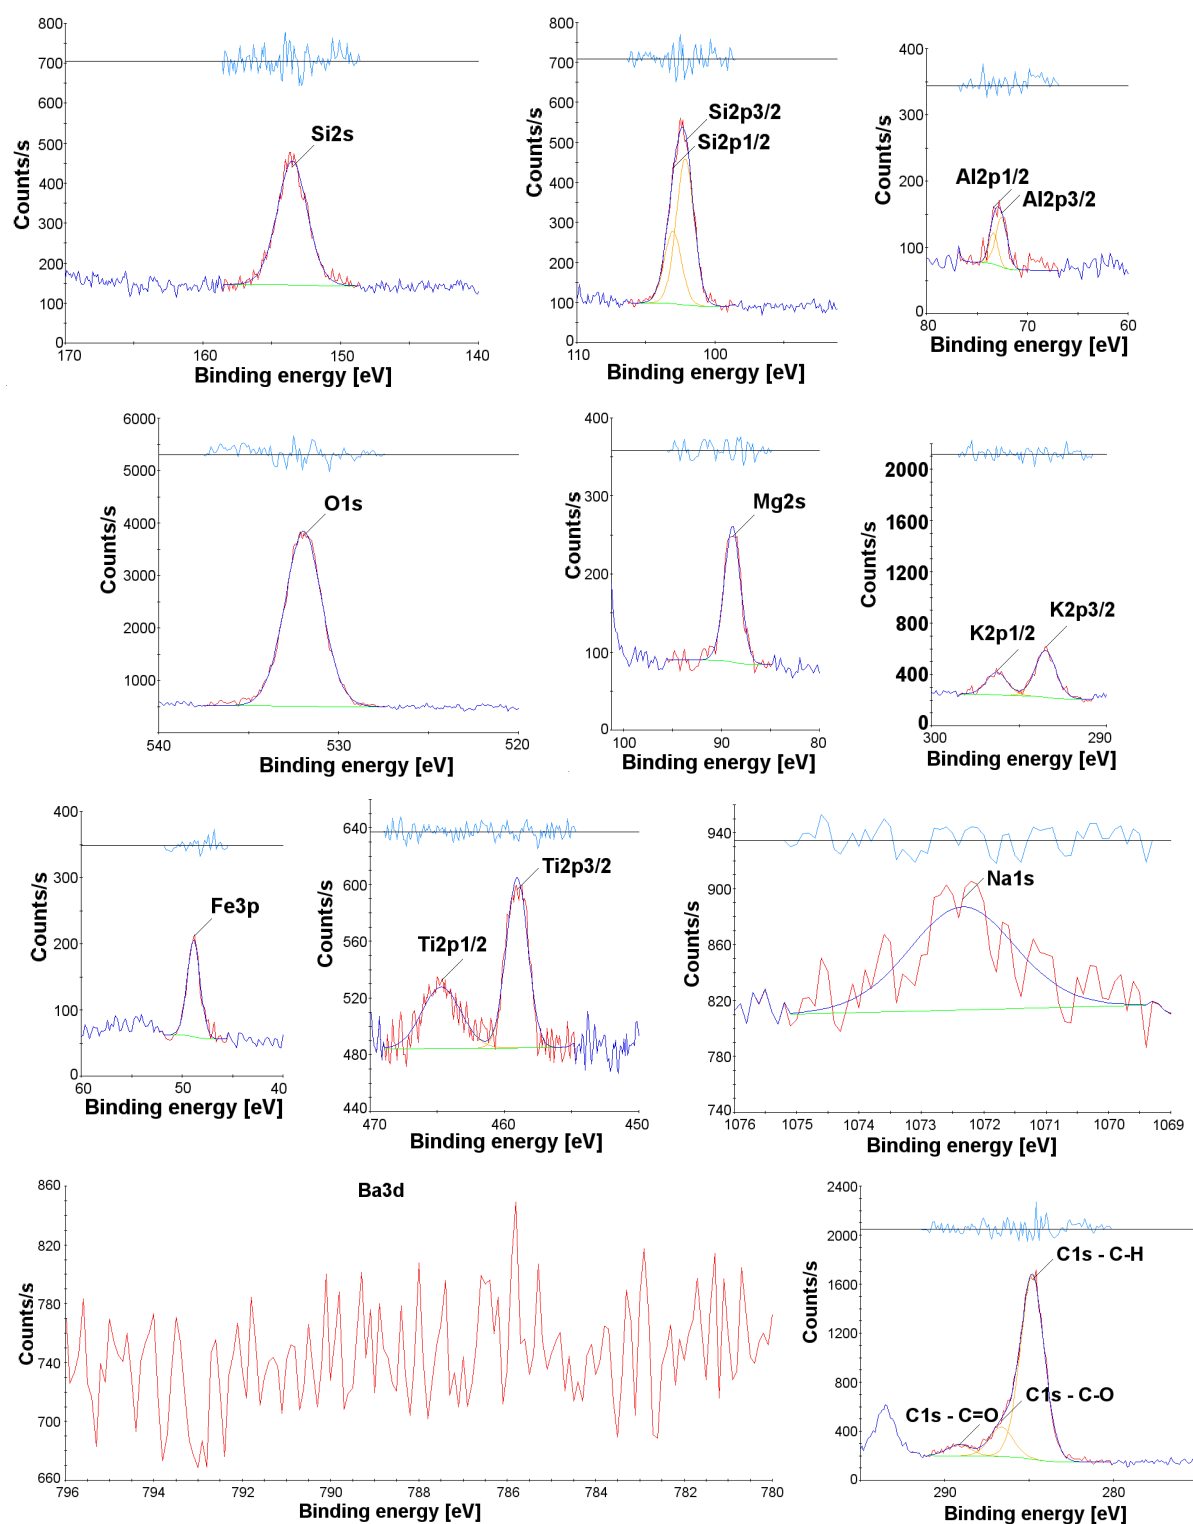 800
700
600
500
400
300
200
100
0
Counts/s
Si2s
170
160
150
140
Binding energy [eV]
800
700
600
500
400
300
200
100
0
Counts/s
Si2p3/2
Si2p1/2
110
100
Binding energy [eV]
400
300
200
100
0
Counts/s
Al2p1/2
Al2p3/2
80
70
60
Binding energy [eV]
6000
5000
4000
3000
2000
1000
Counts/s
O1s
540
530
520
Binding energy [eV]
400
300
200
100
0
Counts/s
Mg2s
100
90
80
Binding energy [eV]
2000
1600
1200
800
400
0
Counts/s
K2p1/2
K2p3/2
300
290
Binding energy [eV]
400
300
200
100
0
Counts/s
Fe3p
60
50
40
Binding energy [eV]
640
600
560
520
480
440
Counts/s
Ti2p3/2
Ti2p1/2
470
460
450
Binding energy [eV]
940
900
860
820
780
740
Counts/s
Na1s
1076
1075
1074
1073
1072
1071
1070
1069
Binding energy [eV]
860
820
780
740
700
660
Counts/s
Ba3d
796
794
792
790
788
786
784
782
780
Binding energy [eV]
2400
2000
1600
1200
800
400
0
Counts/s
C1s - C-H
C1s - C-O
C1s - C=O
290
280
Binding energy [eV]